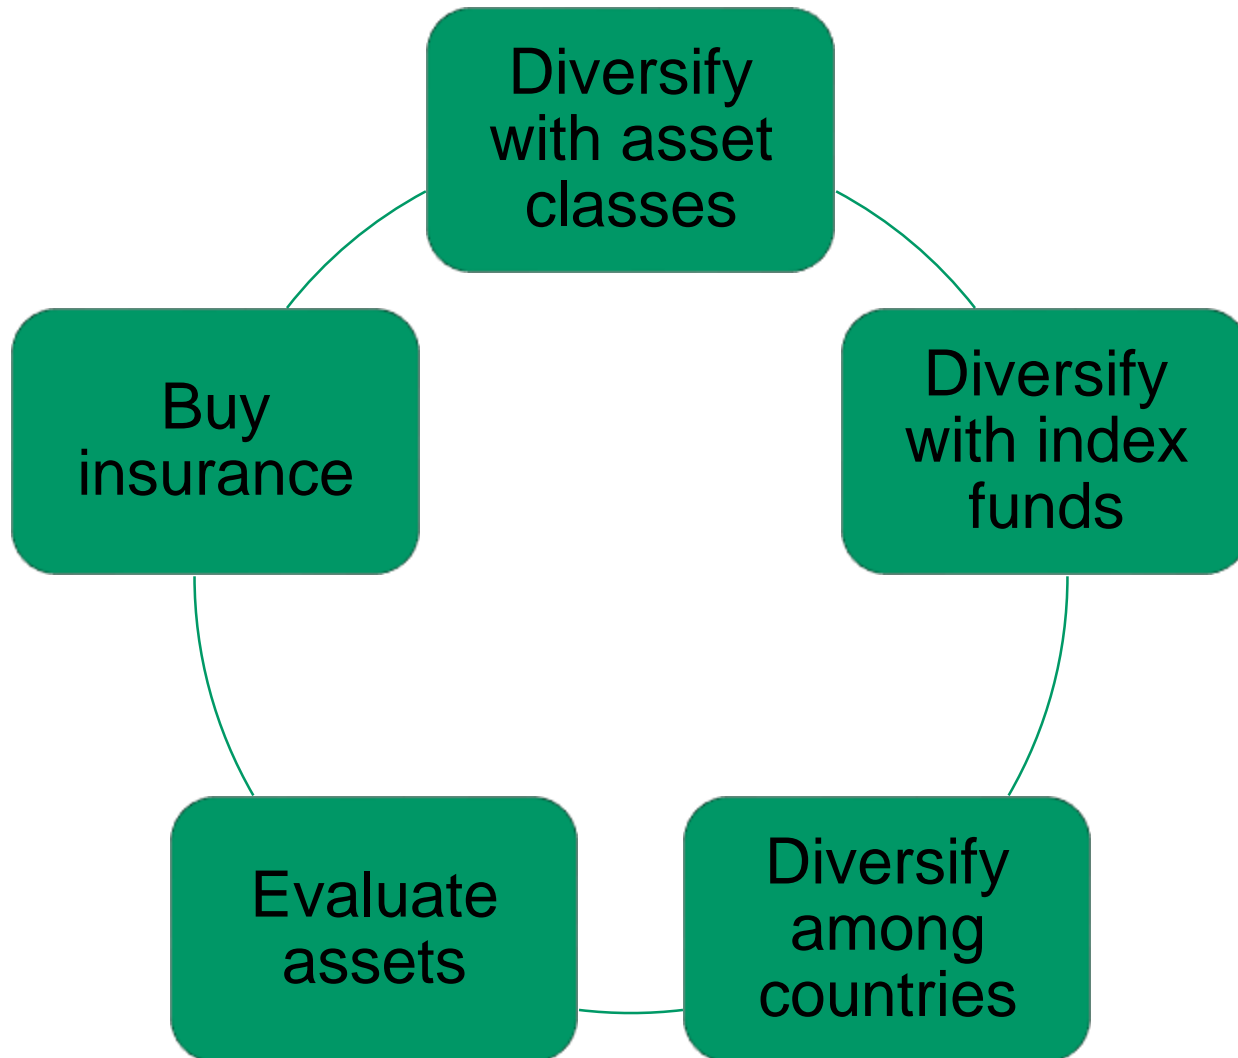 Diversify
with asset
classes
Diversify
with index
funds
Diversify
among
countries
Evaluate
assets
Buy
insurance